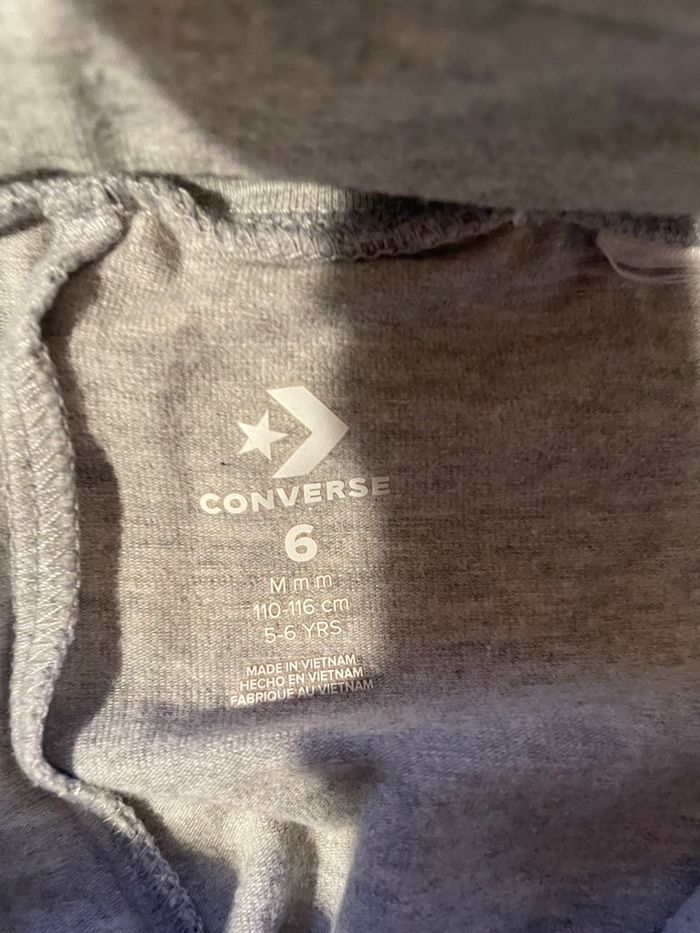 CONVERSE
6
M m m
110-116 cm
5-6 YRS
MADE IN VIETNAM
HECHO EN VIETNAM
FABRIQUE AU VIETNAM